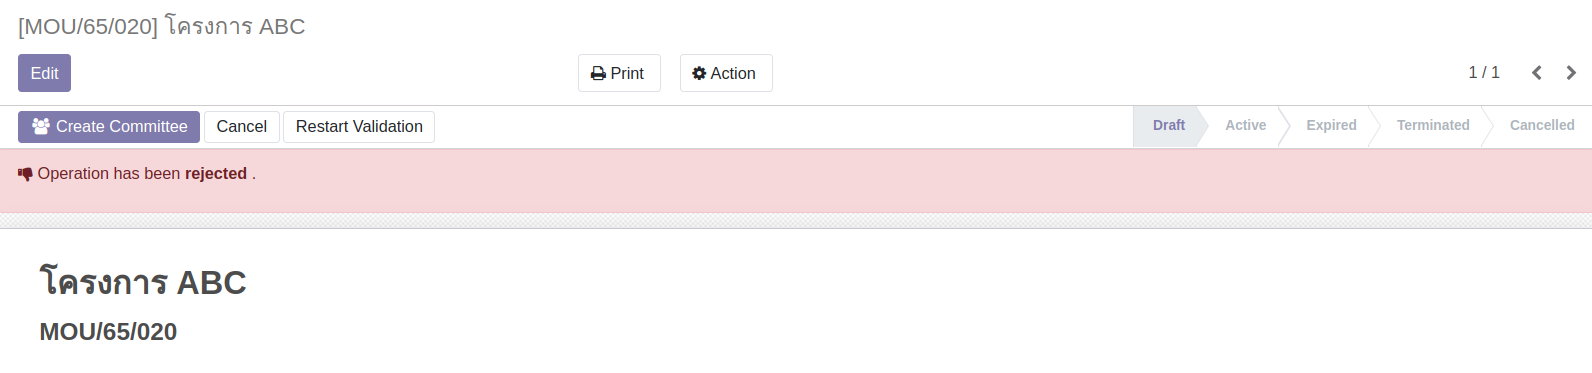 [MOU/65/020] โครงการ ABC
Edit Print Action 1 / 1
Create Committee Cancel Restart Validation Draft Active Expired Terminated Cancelled
Operation has been rejected .
โครงการ ABC
MOU/65/020